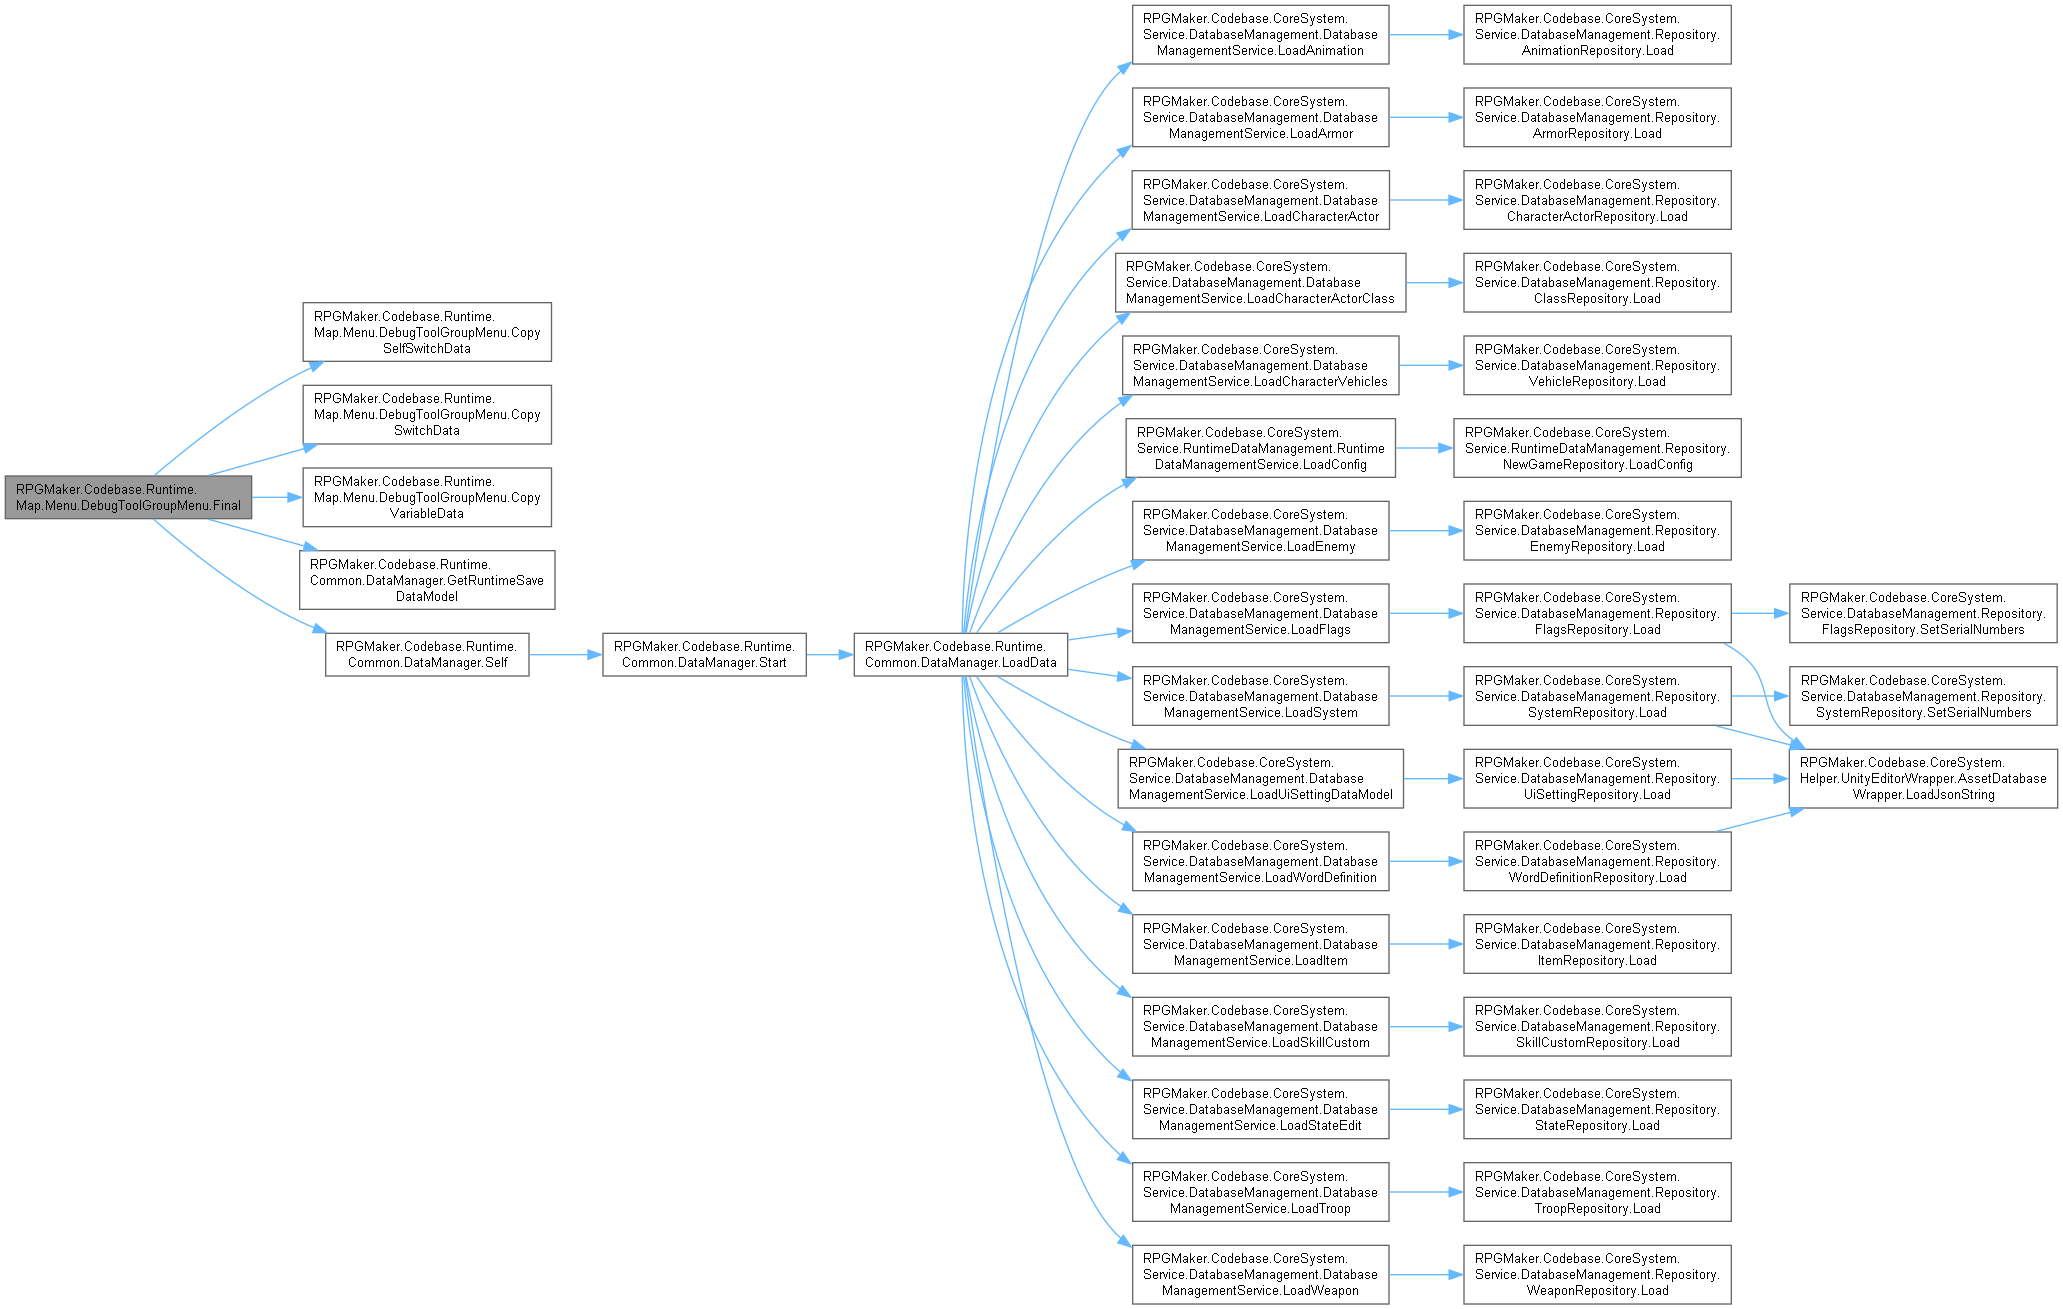 RPGMaker.Codebase.Runtime.
Map.Menu.DebugToolGroupMenu.Final
RPGMaker.Codebase.Runtime.
Map.Menu.DebugToolGroupMenu.Copy
SelfSwitchData
RPGMaker.Codebase.Runtime.
Map.Menu.DebugToolGroupMenu.Copy
SwitchData
RPGMaker.Codebase.Runtime.
Map.Menu.DebugToolGroupMenu.Copy
VariableData
RPGMaker.Codebase.Runtime.
Common.DataManager.GetRuntimeSave
DataModel
RPGMaker.Codebase.Runtime.
Common.DataManager.Self
RPGMaker.Codebase.Runtime.
Common.DataManager.Start
RPGMaker.Codebase.Runtime.
Common.DataManager.LoadData
RPGMaker.Codebase.CoreSystem.
Service.DatabaseManagement.Database
ManagementService.LoadAnimation
RPGMaker.Codebase.CoreSystem.
Service.DatabaseManagement.Repository.
AnimationRepository.Load
RPGMaker.Codebase.CoreSystem.
Service.DatabaseManagement.Database
ManagementService.LoadArmor
RPGMaker.Codebase.CoreSystem.
Service.DatabaseManagement.Repository.
ArmorRepository.Load
RPGMaker.Codebase.CoreSystem.
Service.DatabaseManagement.Database
ManagementService.LoadCharacterActor
RPGMaker.Codebase.CoreSystem.
Service.DatabaseManagement.Repository.
CharacterActorRepository.Load
RPGMaker.Codebase.CoreSystem.
Service.DatabaseManagement.Database
ManagementService.LoadCharacterActorClass
RPGMaker.Codebase.CoreSystem.
Service.DatabaseManagement.Repository.
ClassRepository.Load
RPGMaker.Codebase.CoreSystem.
Service.DatabaseManagement.Database
ManagementService.LoadCharacterVehicles
RPGMaker.Codebase.CoreSystem.
Service.DatabaseManagement.Repository.
VehicleRepository.Load
RPGMaker.Codebase.CoreSystem.
Service.RuntimeDataManagement.Runtime
DataManagementService.LoadConfig
RPGMaker.Codebase.CoreSystem.
Service.RuntimeDataManagement.Repository.
NewGameRepository.LoadConfig
RPGMaker.Codebase.CoreSystem.
Service.DatabaseManagement.Database
ManagementService.LoadEnemy
RPGMaker.Codebase.CoreSystem.
Service.DatabaseManagement.Repository.
EnemyRepository.Load
RPGMaker.Codebase.CoreSystem.
Service.DatabaseManagement.Database
ManagementService.LoadFlags
RPGMaker.Codebase.CoreSystem.
Service.DatabaseManagement.Repository.
FlagsRepository.Load
RPGMaker.Codebase.CoreSystem.
Service.DatabaseManagement.Repository.
FlagsRepository.SetSerialNumbers
RPGMaker.Codebase.CoreSystem.
Service.DatabaseManagement.Database
ManagementService.LoadSystem
RPGMaker.Codebase.CoreSystem.
Service.DatabaseManagement.Repository.
SystemRepository.Load
RPGMaker.Codebase.CoreSystem.
Service.DatabaseManagement.Repository.
SystemRepository.SetSerialNumbers
RPGMaker.Codebase.CoreSystem.
Service.DatabaseManagement.Database
ManagementService.LoadUiSettingDataModel
RPGMaker.Codebase.CoreSystem.
Service.DatabaseManagement.Repository.
UiSettingRepository.Load
RPGMaker.Codebase.CoreSystem.
Helper.UnityEditorWrapper.AssetDatabase
Wrapper.LoadJsonString
RPGMaker.Codebase.CoreSystem.
Service.DatabaseManagement.Database
ManagementService.LoadWordDefinition
RPGMaker.Codebase.CoreSystem.
Service.DatabaseManagement.Repository.
WordDefinitionRepository.Load
RPGMaker.Codebase.CoreSystem.
Service.DatabaseManagement.Database
ManagementService.LoadItem
RPGMaker.Codebase.CoreSystem.
Service.DatabaseManagement.Repository.
ItemRepository.Load
RPGMaker.Codebase.CoreSystem.
Service.DatabaseManagement.Database
ManagementService.LoadSkillCustom
RPGMaker.Codebase.CoreSystem.
Service.DatabaseManagement.Repository.
SkillCustomRepository.Load
RPGMaker.Codebase.CoreSystem.
Service.DatabaseManagement.Database
ManagementService.LoadStateEdit
RPGMaker.Codebase.CoreSystem.
Service.DatabaseManagement.Repository.
StateRepository.Load
RPGMaker.Codebase.CoreSystem.
Service.DatabaseManagement.Database
ManagementService.LoadTroop
RPGMaker.Codebase.CoreSystem.
Service.DatabaseManagement.Repository.
TroopRepository.Load
RPGMaker.Codebase.CoreSystem.
Service.DatabaseManagement.Database
ManagementService.LoadWeapon
RPGMaker.Codebase.CoreSystem.
Service.DatabaseManagement.Repository.
WeaponRepository.Load